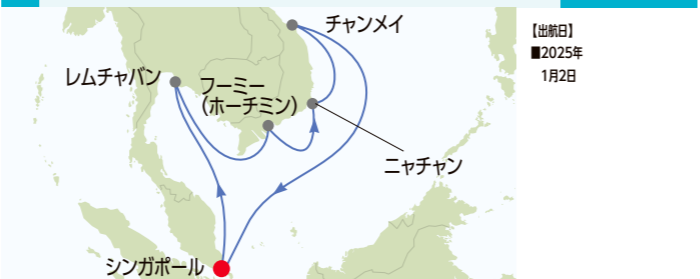 チャンメイ
レムチャバン
フーミー
(ホーチミン)
ニャチャン
シンガポール
【出航日】
■2025年
1月2日